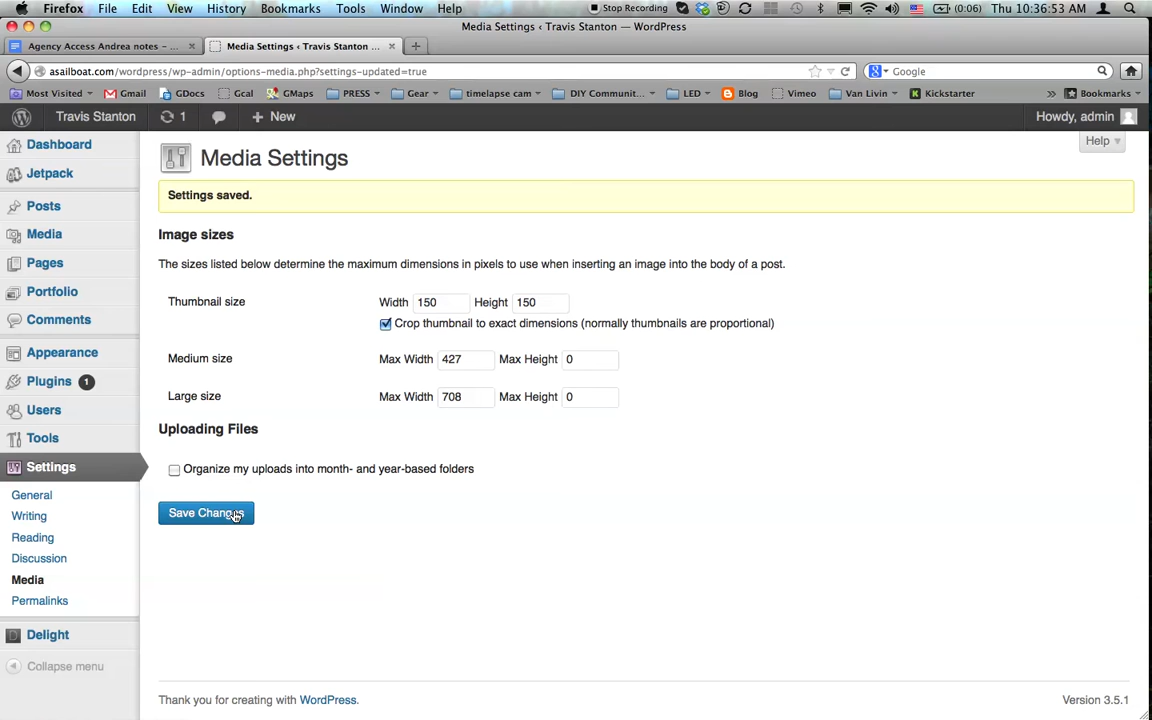 Firefox File Edit View History Bookmarks Tools Window Help Stop Recording (0:06) Thu 10:36:53 AM
Media Settings ‹ Travis Stanton — WordPress
Agency Access Andrea notes – ... Media Settings ‹ Travis Stanton ...
asailboat.com/wordpress/wp-admin/options-media.php?settings-updated=true Google
Most Visited Gmail GDocs Gcal GMaps PRESS Gear timelapse cam DIY Communit... LED Blog Vimeo Van Livin Kickstarter » Bookmarks
Travis Stanton 1 + New Howdy, admin
Help
Dashboard
Media Settings
Jetpack
Settings saved.
Posts
Media
Image sizes
Pages
The sizes listed below determine the maximum dimensions in pixels to use when inserting an image into the body of a post.
Portfolio
Thumbnail size Width 150 Height 150
Comments
Crop thumbnail to exact dimensions (normally thumbnails are proportional)
Appearance
Medium size Max Width 427 Max Height 0
Plugins 1
Large size Max Width 708 Max Height 0
Users
Uploading Files
Tools
Settings
Organize my uploads into month- and year-based folders
General
Save Changes
Writing
Reading
Discussion
Media
Permalinks
Delight
Collapse menu
Thank you for creating with WordPress. Version 3.5.1